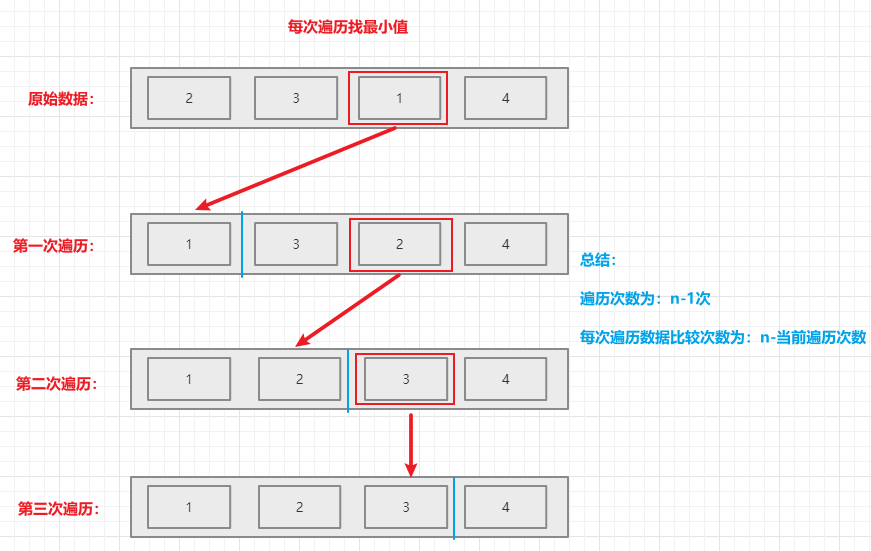 每次遍历找最小值
原始数据：
2 3 1 4
第一次遍历：
1 3 2 4
总结：
遍历次数为：n-1次
每次遍历数据比较次数为：n-当前遍历次数
第二次遍历：
1 2 3 4
第三次遍历：
1 2 3 4